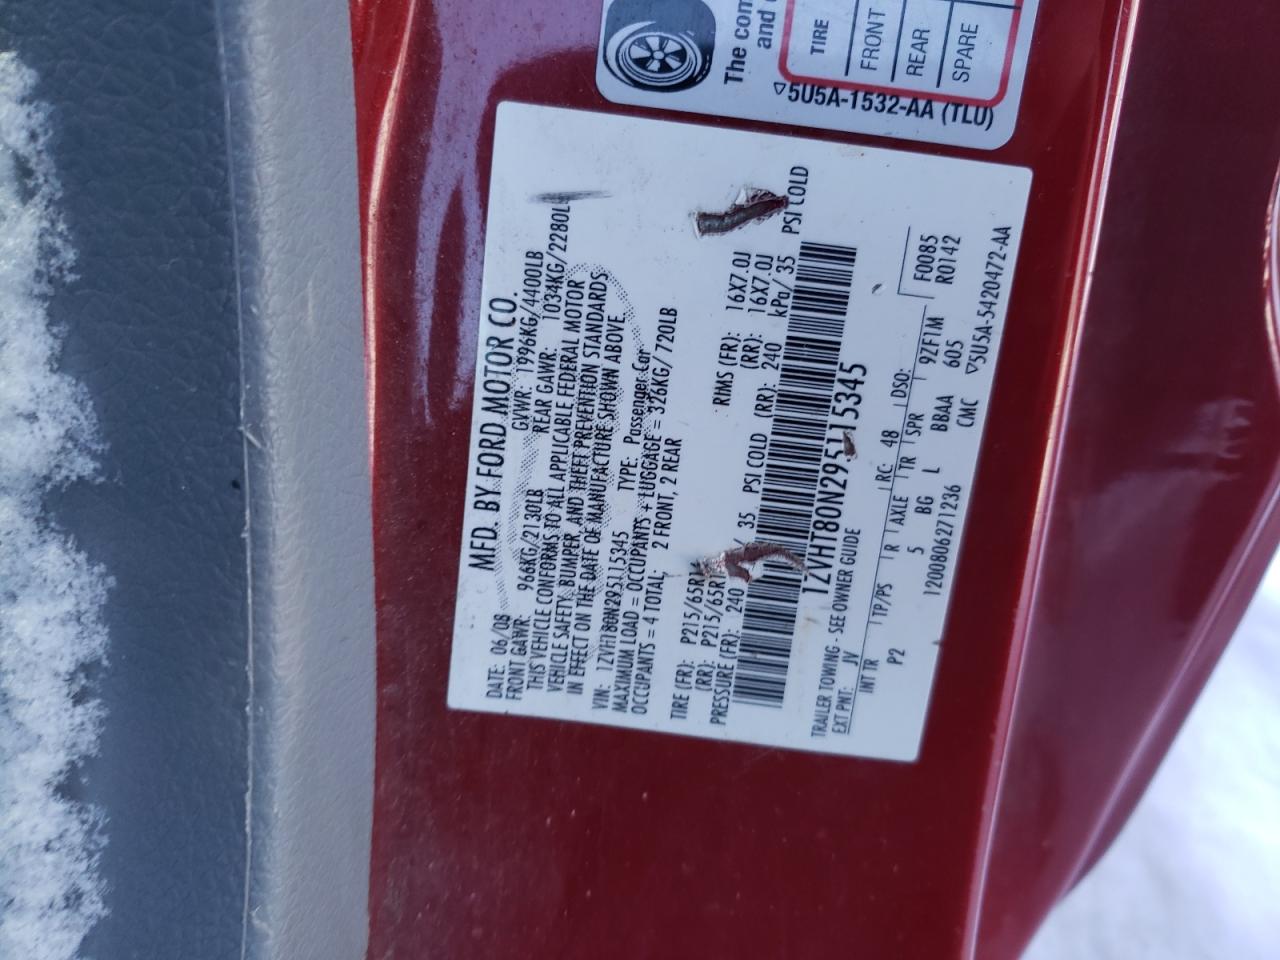 The com
and
TIRE
FRONT
REAR
SPARE
5U5A-1532-AA (TLU)
MFD. BY FORD MOTOR CO.
DATE: 06/08 GVWR: 1996KG/4400LB
FRONT GAWR: 966KG/2130LB REAR GAWR: 1034KG/2280LB
THIS VEHICLE CONFORMS TO ALL APPLICABLE FEDERAL MOTOR
VEHICLE SAFETY, BUMPER, AND THEFT PREVENTION STANDARDS
IN EFFECT ON THE DATE OF MANUFACTURE SHOWN ABOVE.
VIN: 1ZVHT80N295115345 TYPE: Passenger Car
MAXIMUM LOAD = OCCUPANTS + LUGGAGE = 326KG/720LB
OCCUPANTS = 4 TOTAL: 2 FRONT, 2 REAR
TIRE (FR): P215/65R RIMS (FR): 16X7.0J
(RR): P215/65R (RR): 16X7.0J
PRESSURE (FR): 240 / 35 PSI COLD (RR): 240 kPa/ 35 PSI COLD
1ZVHT80N295115345
TRAILER TOWING - SEE OWNER GUIDE
EXT PNT: JV RC: 48 DSO: F0085
INT TR TP/PS R AXLE TR SPR 9ZF1M R0142
P2 5 BG L BBAA 605
1200806271236 CMC 5U5A-5420472-AA